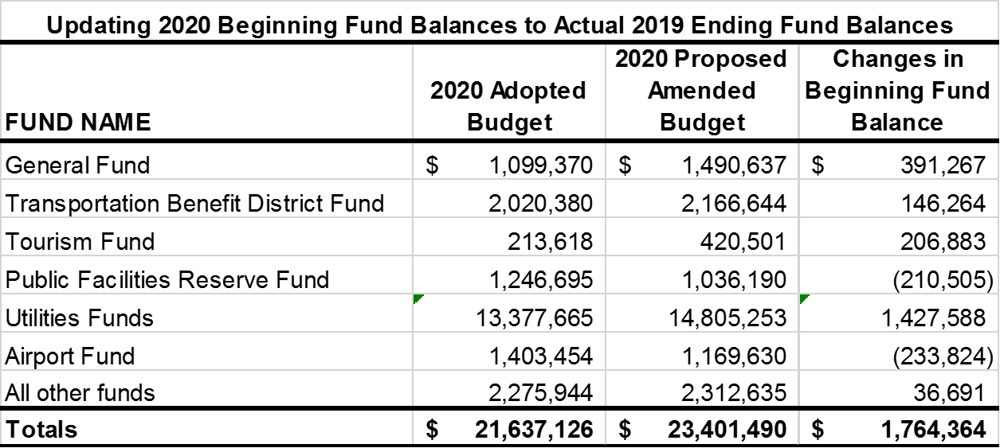 Updating 2020 Beginning Fund Balances to Actual 2019 Ending Fund Balances
FUND NAME 2020 Adopted Budget 2020 Proposed Amended Budget Changes in Beginning Fund Balance
General Fund $ 1,099,370 $ 1,490,637 $ 391,267
Transportation Benefit District Fund 2,020,380 2,166,644 146,264
Tourism Fund 213,618 420,501 206,883
Public Facilities Reserve Fund 1,246,695 1,036,190 (210,505)
Utilities Funds 13,377,665 14,805,253 1,427,588
Airport Fund 1,403,454 1,169,630 (233,824)
All other funds 2,275,944 2,312,635 36,691
Totals $ 21,637,126 $ 23,401,490 $ 1,764,364